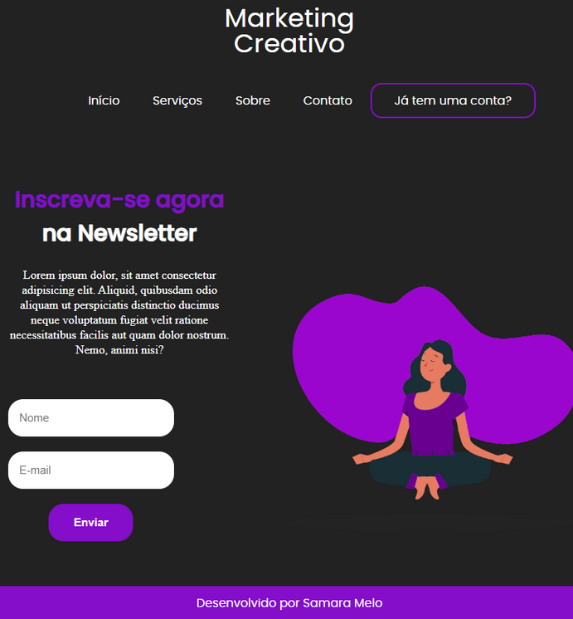 Marketing
Creativo
Início Serviços Sobre Contato Já tem uma conta?
Inscreva-se agora
na Newsletter
Lorem ipsum dolor, sit amet consectetur
adipisicing elit. Aliquid, quibusdam odio
aliquam ut perspiciatis distinctio ducimus
neque voluptatum fugiat velit ratione
necessitatibus facilis aut quam dolor nostrum.
Nemo, animi nisi?
Nome
E-mail
Enviar
Desenvolvido por Samara Melo